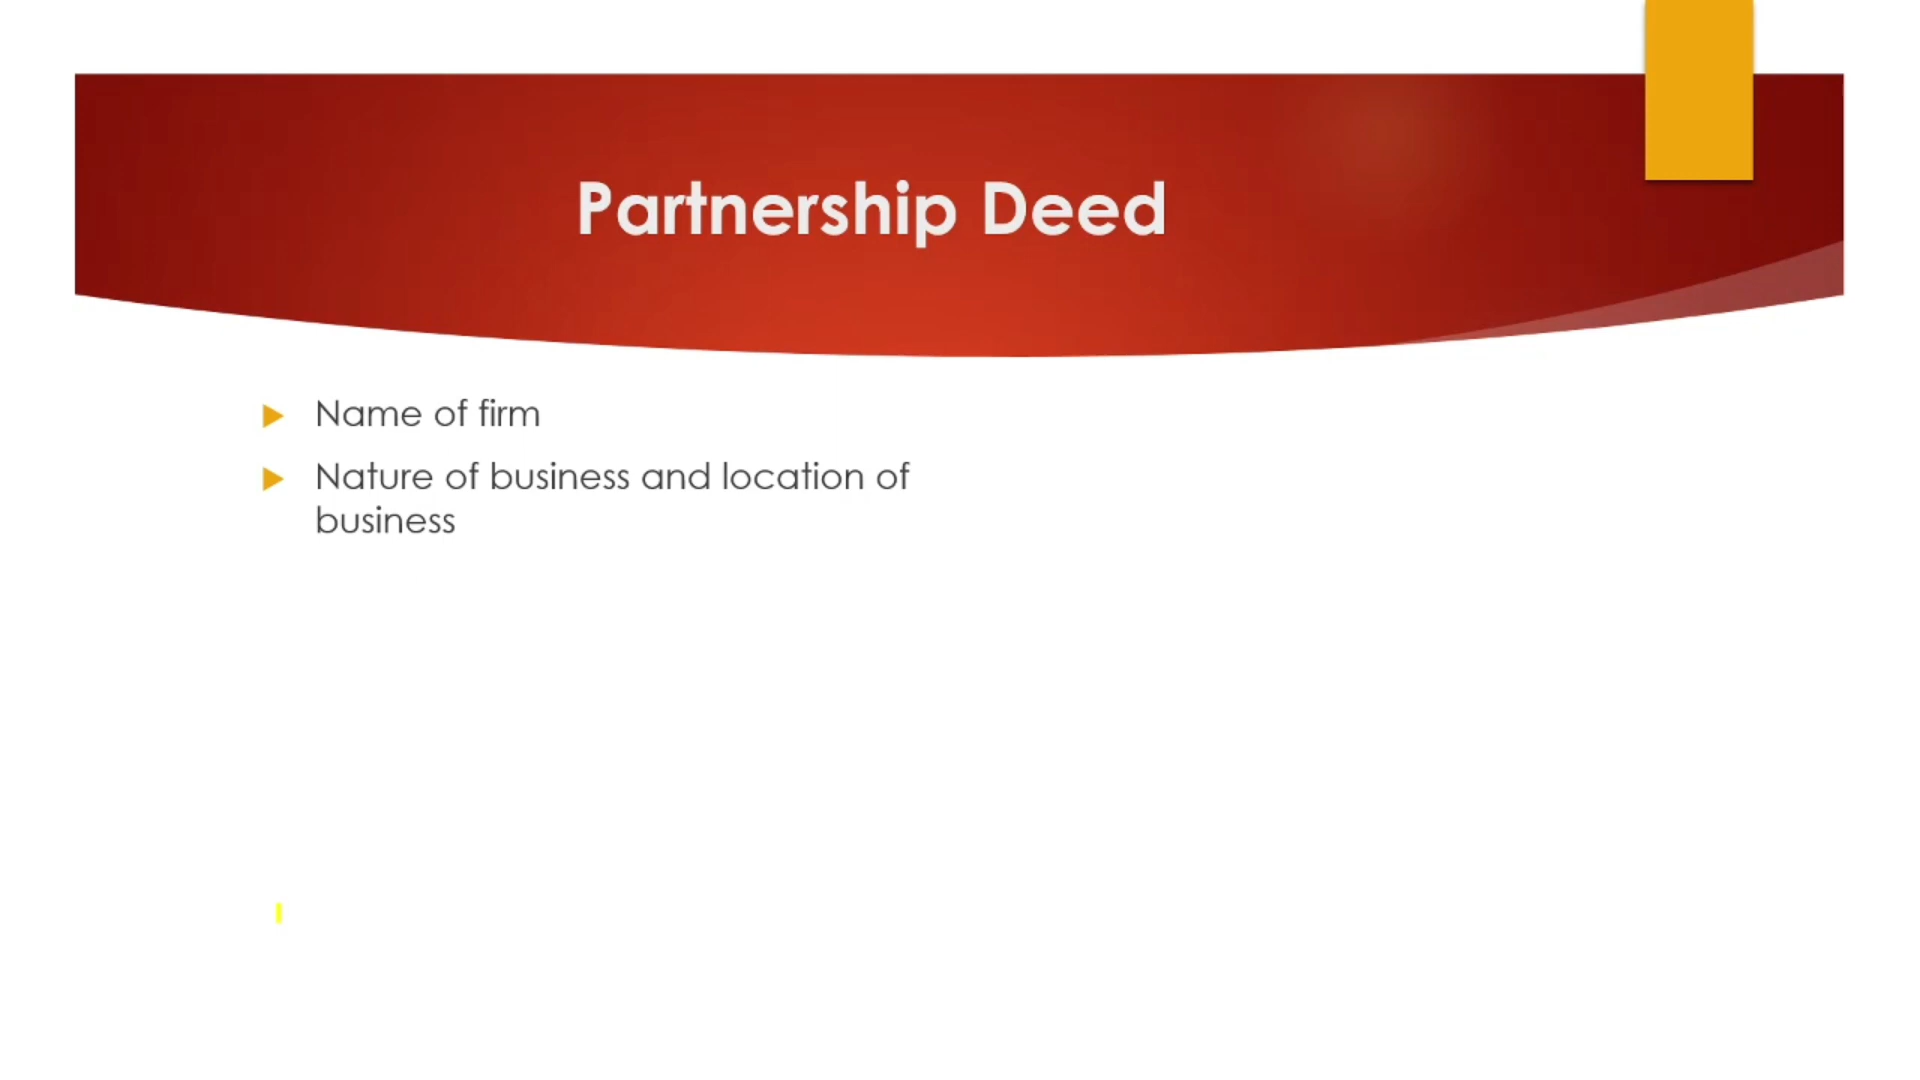 Partnership Deed
Name of firm
Nature of business and location of
business